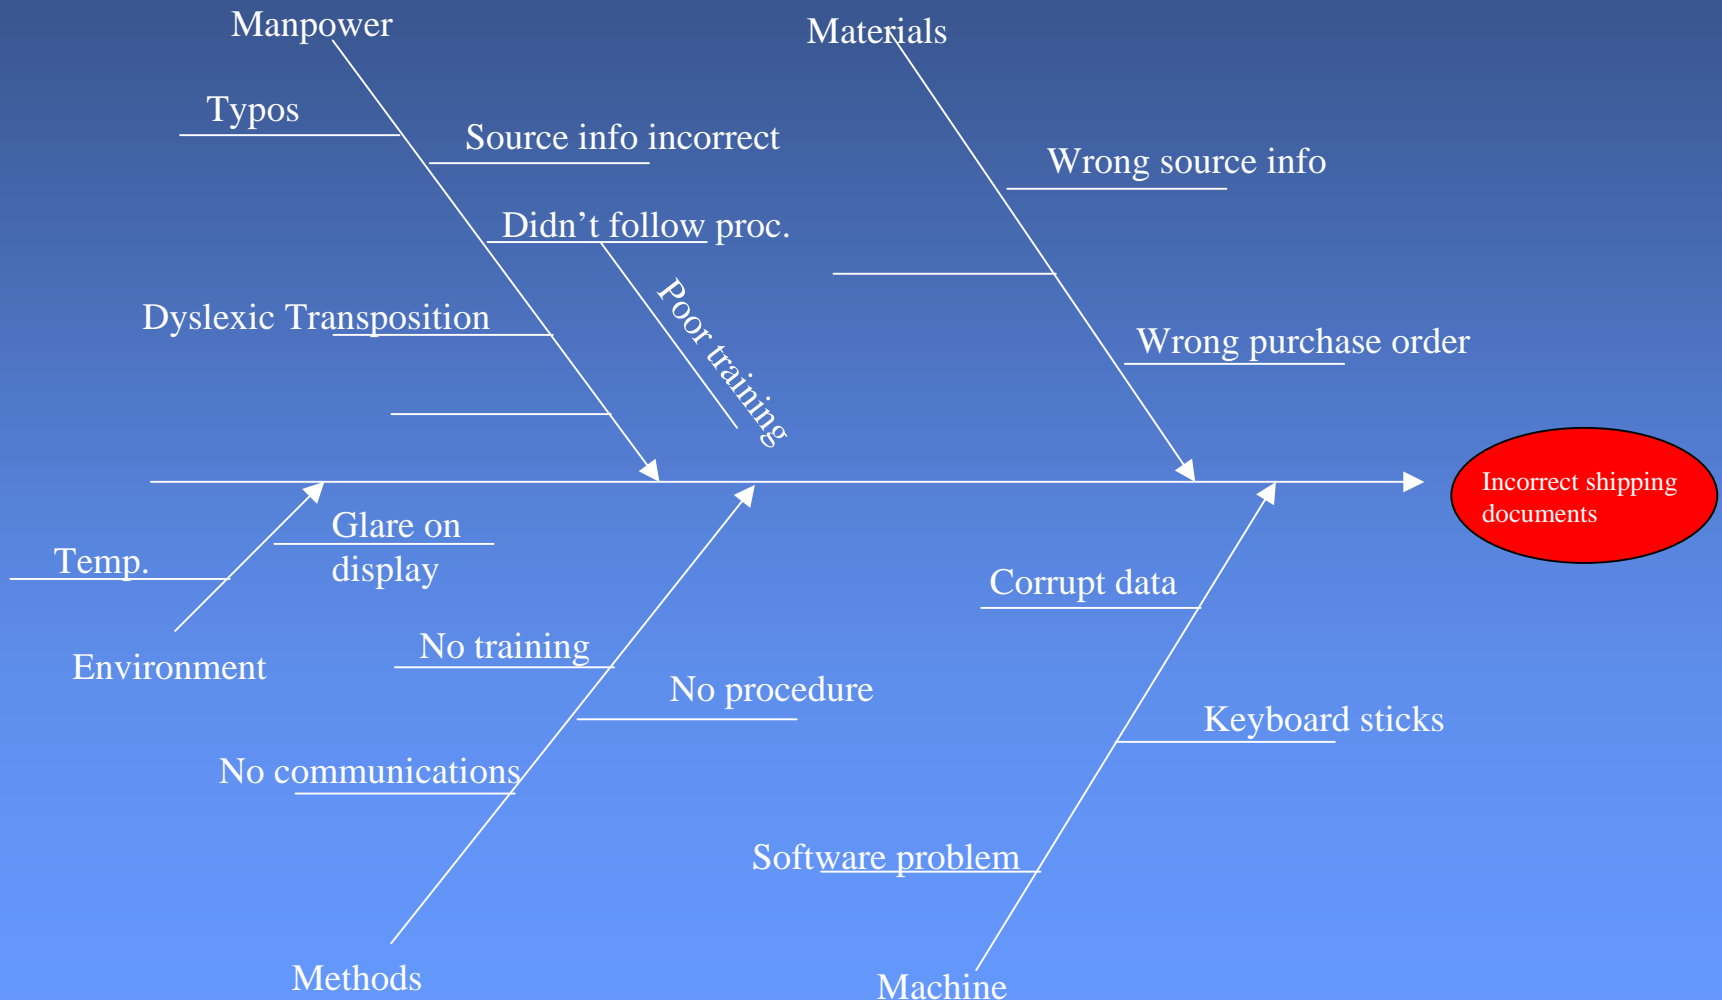 Manpower
Materials
Typos
Source info incorrect
Wrong source info
Didn’t follow proc.
Dyslexic Transposition
Poor training
Wrong purchase order
Incorrect shipping
documents
Glare on
display
Temp.
Corrupt data
Environment
No training
No procedure
Keyboard sticks
No communications
Software problem
Methods
Machine